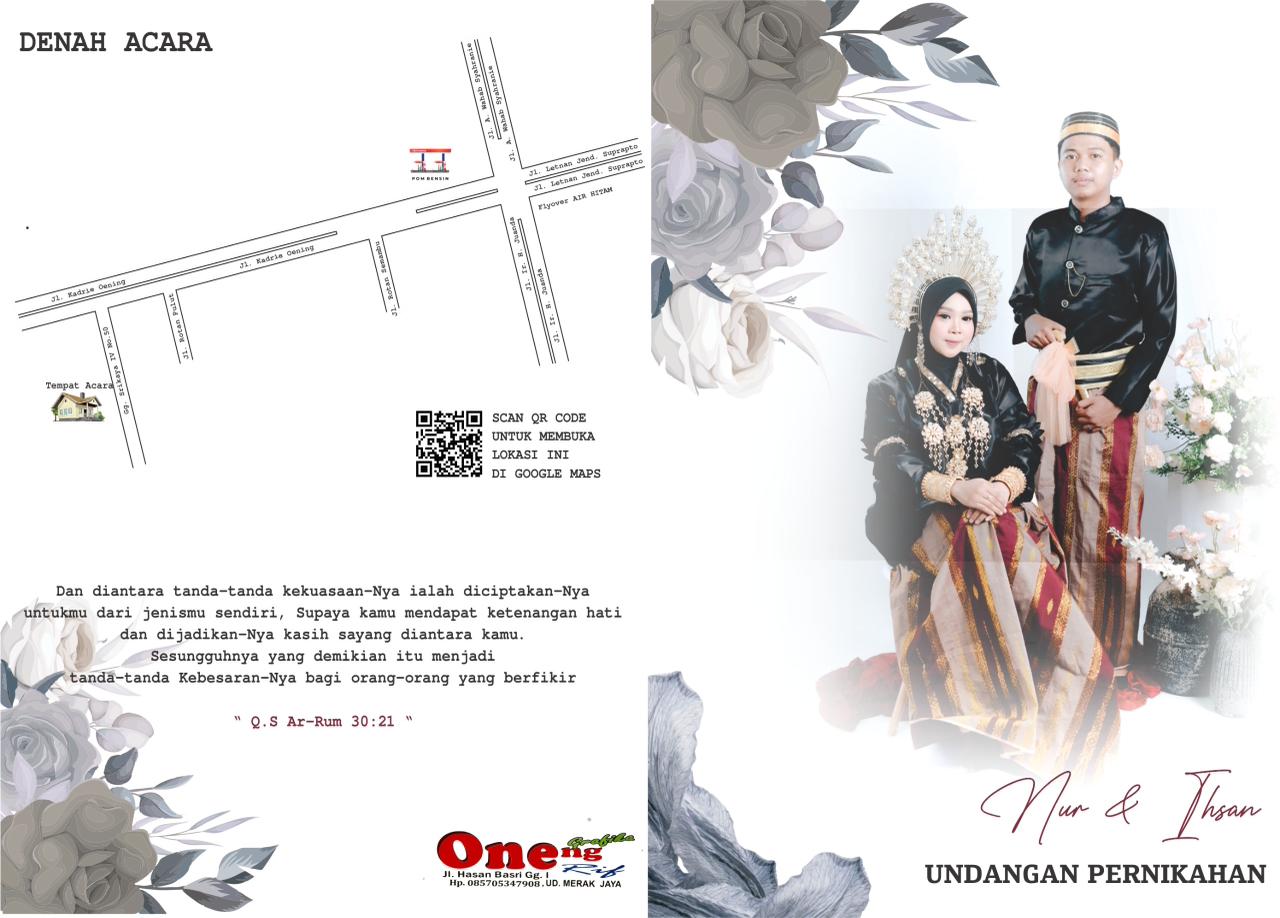 DENAH ACARA
Jl. A. Wahab Syahranie
Jl. A. Wahab Syahranie
POM BENSIN
Jl. Letnan Jend. Suprapto
Jl. Letnan Jend. Suprapto
Flyover AIR HITAM
Jl. Ir. H. Juanda
Jl. Ir. H. Juanda
Jl. Kadrie Oening
Jl. Kadrie Oening
Jl. Rotan Semambu
Jl. Rotan Pulut
Gg. Srikaya IV No.50
Tempat Acara
SCAN QR CODE
UNTUK MEMBUKA
LOKASI INI
DI GOOGLE MAPS
Dan diantara tanda-tanda kekuasaan-Nya ialah diciptakan-Nya
untukmu dari jenismu sendiri, Supaya kamu mendapat ketenangan hati
dan dijadikan-Nya kasih sayang diantara kamu.
Sesungguhnya yang demikian itu menjadi
tanda-tanda Kebesaran-Nya bagi orang-orang yang berfikir
“ Q.S Ar-Rum 30:21 “
Oneng Grafika
Rif
Jl. Hasan Basri Gg. I
Hp. 085705347908, UD. MERAK JAYA
Nur & Ihsan
UNDANGAN PERNIKAHAN